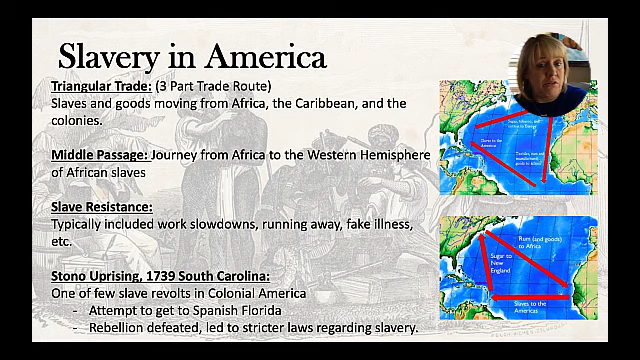 Slavery in America
Triangular Trade: (3 Part Trade Route)
Slaves and goods moving from Africa, the Caribbean, and the
colonies.
Middle Passage: Journey from Africa to the Western Hemisphere
of African slaves
Slave Resistance:
Typically included work slowdowns, running away, fake illness,
etc.
Stono Uprising, 1739 South Carolina:
One of few slave revolts in Colonial America
- Attempt to get to Spanish Florida
- Rebellion defeated, led to stricter laws regarding slavery.
Slaves to the
Americas
Rum (and goods)
to Africa
Sugar to
New
England
Slaves to the
Americas